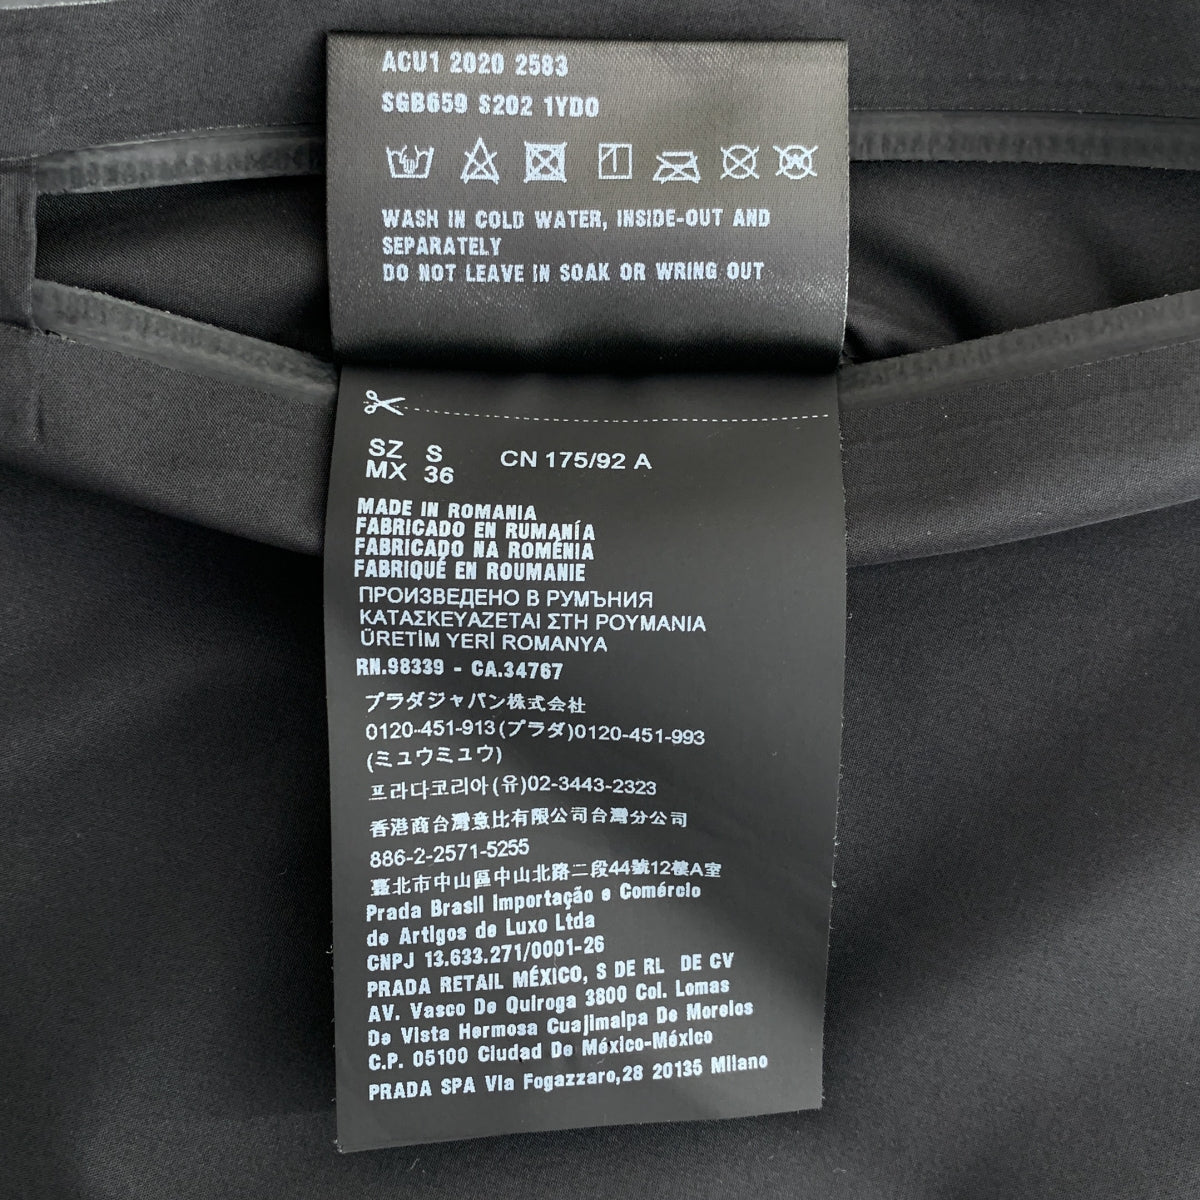 ACU1 2020 2583
SGB659 S202 1YDO
WASH IN COLD WATER, INSIDE-OUT AND
SEPARATELY
DO NOT LEAVE IN SOAK OR WRING OUT
SZ S CN 175/92 A
MX 36
MADE IN ROMANIA
FABRICADO EN RUMANÍA
FABRICADO NA ROMÉNIA
FABRIQUÉ EN ROUMANIE
ПРОИЗВЕДЕНО В РУМЪНИЯ
ΚΑΤΑΣΚΕΥΑΖΕΤΑΙ ΣΤΗ ΡΟΥΜΑΝΙΑ
ÜRETİM YERİ ROMANYA
RN.98339 - CA.34767
プラダジャパン株式会社
0120-451-913(プラダ)0120-451-993
(ミュウミュウ)
프라다코리아(유)02-3443-2323
香港商台灣意比有限公司台灣分公司
886-2-2571-5255
臺北市中山區中山北路二段44號12樓A室
Prada Brasil Importação e Comércio
de Artigos de Luxo Ltda
CNPJ 13.633.271/0001-26
PRADA RETAIL MÉXICO, S DE RL DE CV
AV. Vasco De Quiroga 3800 Col. Lomas
De Vista Hermosa Cuajimalpa De Morelos
C.P. 05100 Ciudad De México-México
PRADA SPA Via Fogazzaro,28 20135 Milano